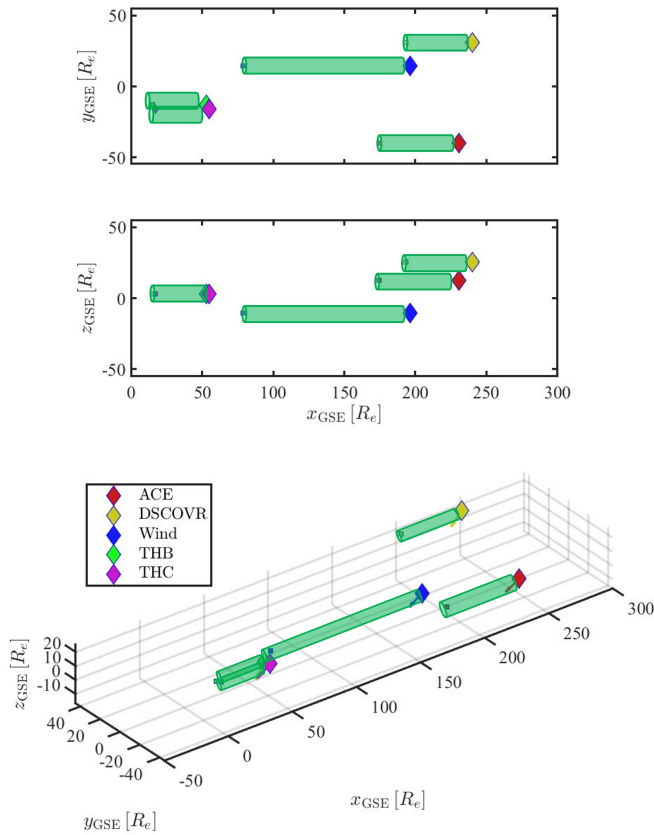 50
0
-50
y_GSE [R_e]
50
0
-50
z_GSE [R_e]
0
50
100
150
200
250
300
x_GSE [R_e]
ACE
DSCOVR
Wind
THB
THC
20
10
0
-10
z_GSE [R_e]
40
20
0
-20
-40
y_GSE [R_e]
-50
0
50
100
150
200
250
300
x_GSE [R_e]